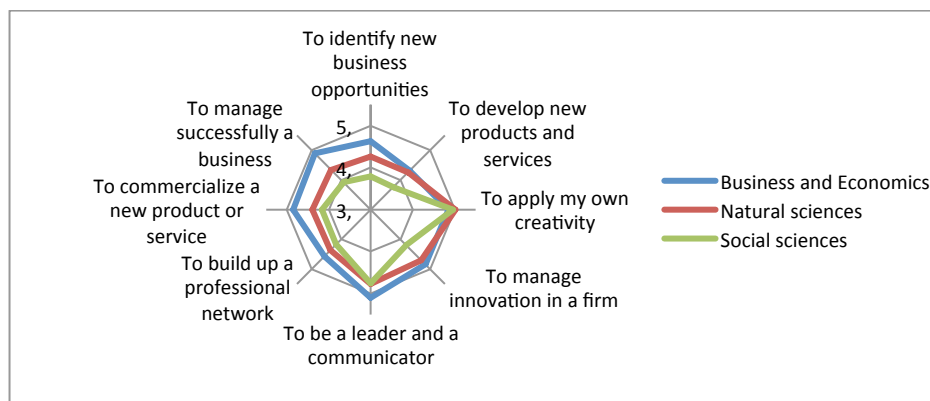 To identify new
business
opportunities
To develop new
products and
services
To apply my own
creativity
To manage
innovation in a firm
To be a leader and a
communicator
To build up a
professional
network
To commercialize a
new product or
service
To manage
successfully a
business
5,
4,
3,
Business and Economics
Natural sciences
Social sciences